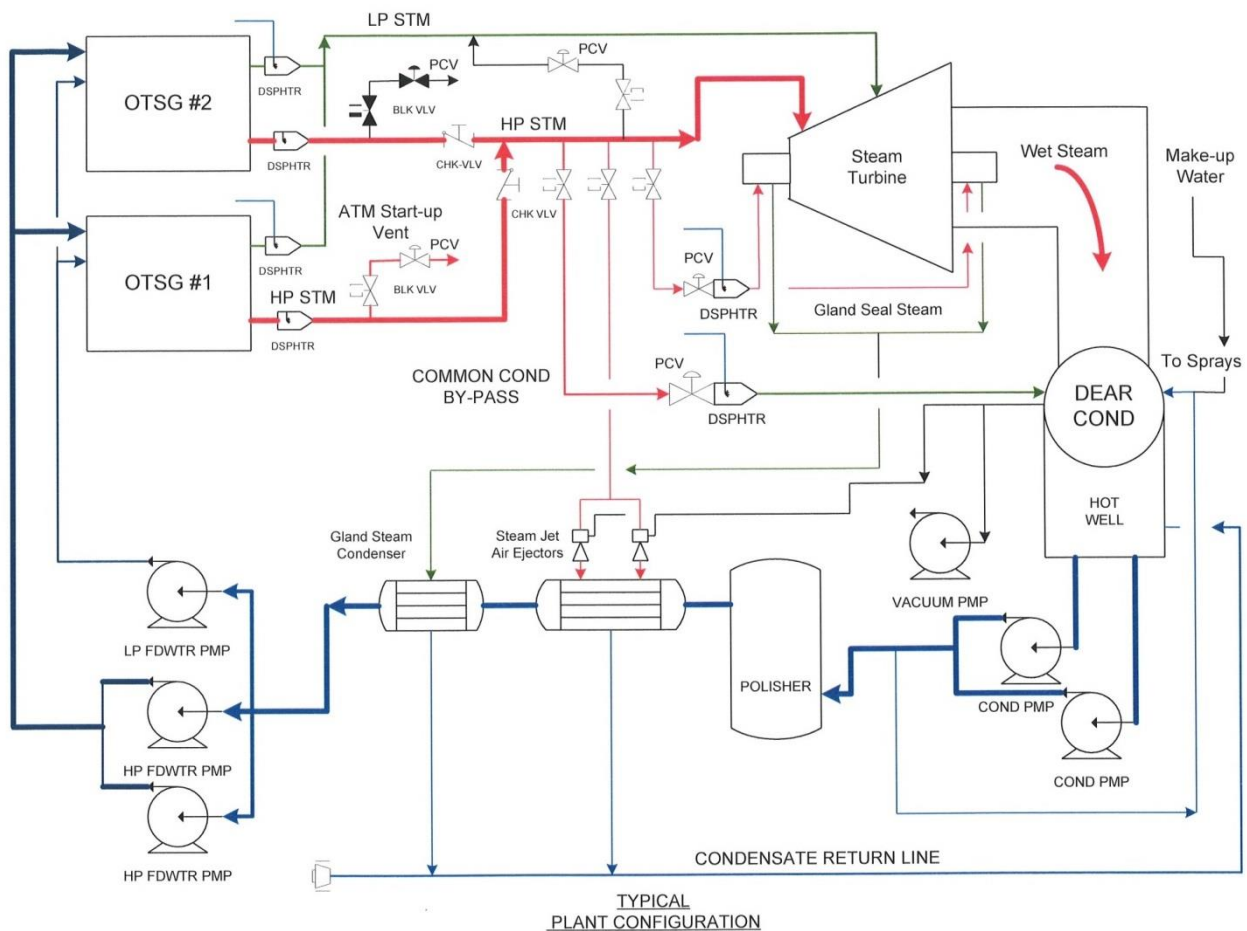 LP STM
PCV
PCV
OTSG #2
DSPHTR
BLK VLV
HP STM
DSPHTR
CHK-VLV
Steam
Turbine
Wet Steam
Make-up
Water
ATM Start-up
Vent
CHK VLV
PCV
DSPHTR
OTSG #1
HP STM
BLK VLV
PCV
DSPHTR
DSPHTR
Gland Seal Steam
COMMON COND
BY-PASS
PCV
DSPHTR
To Sprays
DEAR
COND
HOT
WELL
Gland Steam
Condenser
Steam Jet
Air Ejectors
VACUUM PMP
LP FDWTR PMP
POLISHER
COND PMP
HP FDWTR PMP
COND PMP
HP FDWTR PMP
CONDENSATE RETURN LINE
TYPICAL
PLANT CONFIGURATION